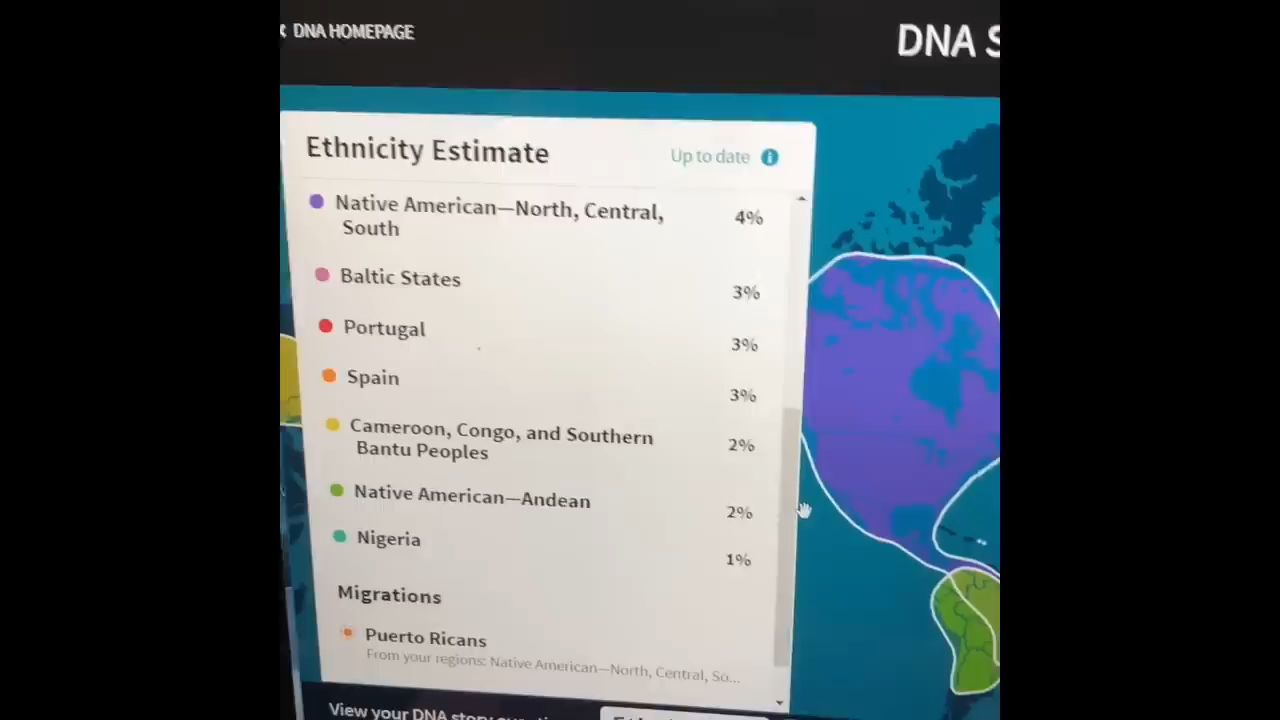 DNA HOMEPAGE
DNA
Ethnicity Estimate
Up to date
Native American—North, Central,
South
4%
Baltic States
3%
Portugal
3%
Spain
3%
Cameroon, Congo, and Southern
Bantu Peoples
2%
Native American—Andean
2%
Nigeria
1%
Migrations
Puerto Ricans
From your regions: Native American—North, Central, So...
View your DNA